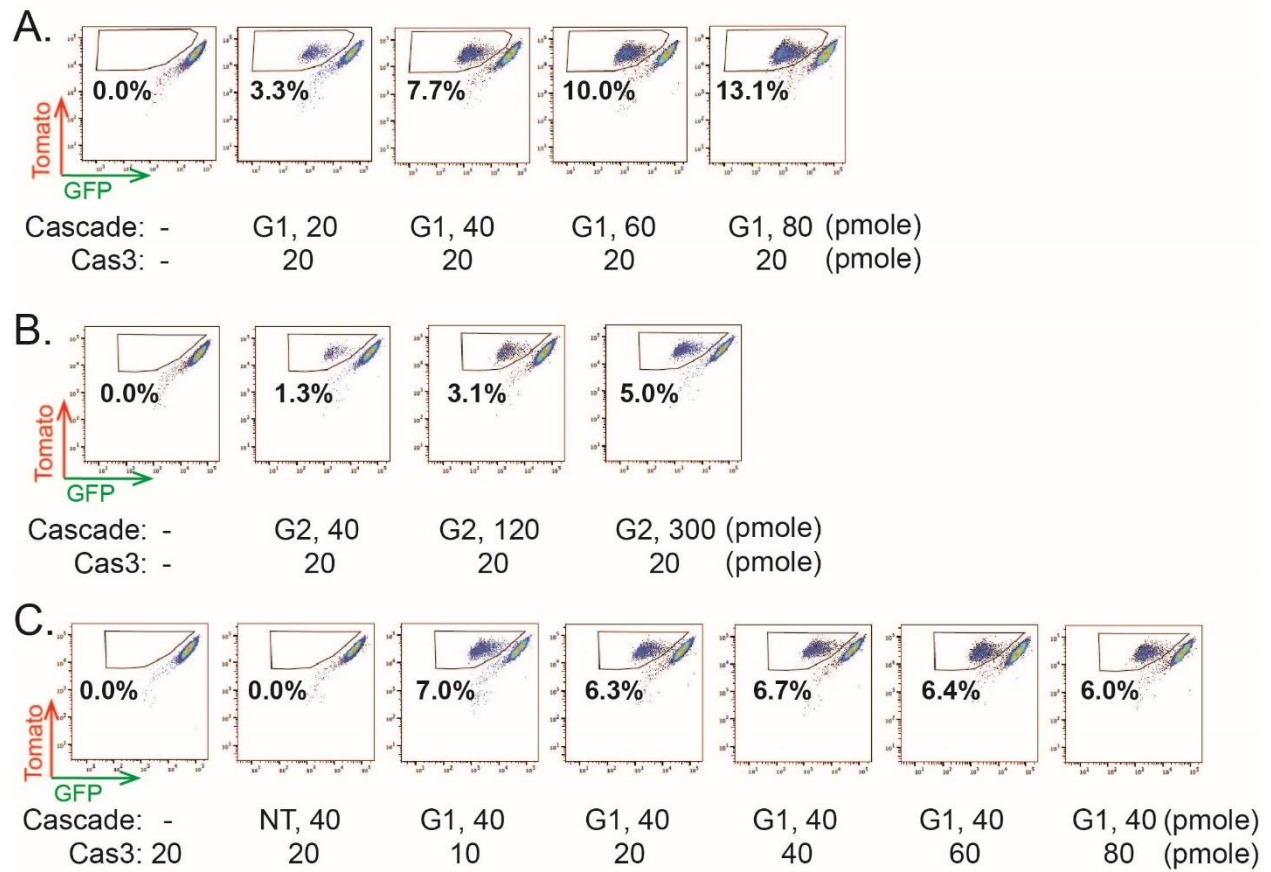 A.
0.0% 3.3% 7.7% 10.0% 13.1%
Tomato
GFP
Cascade: - G1, 20 G1, 40 G1, 60 G1, 80 (pmole)
Cas3: - 20 20 20 20 (pmole)
B.
0.0% 1.3% 3.1% 5.0%
Tomato
GFP
Cascade: - G2, 40 G2, 120 G2, 300 (pmole)
Cas3: - 20 20 20 (pmole)
C.
0.0% 0.0% 7.0% 6.3% 6.7% 6.4% 6.0%
Tomato
GFP
Cascade: - NT, 40 G1, 40 G1, 40 G1, 40 G1, 40 G1, 40 (pmole)
Cas3: 20 20 10 20 40 60 80 (pmole)